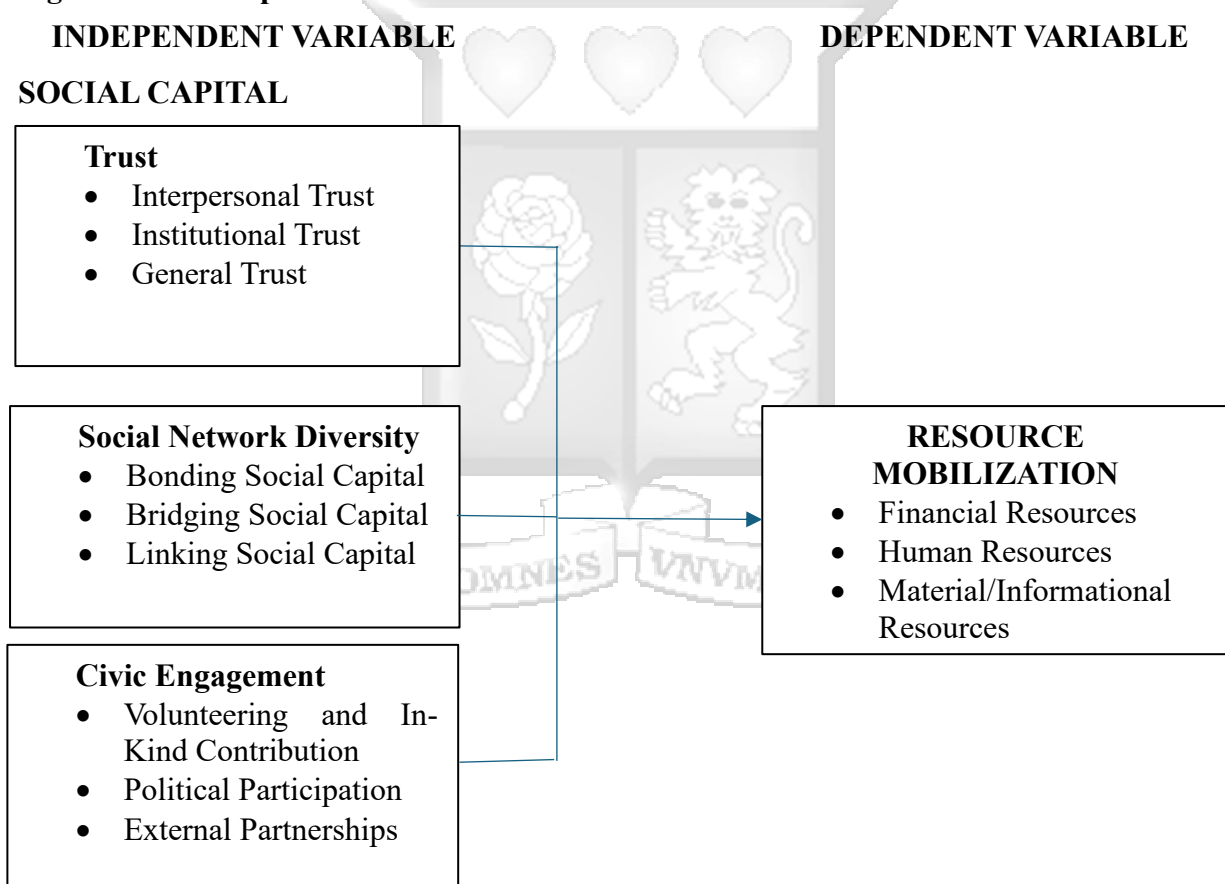 INDEPENDENT VARIABLE
DEPENDENT VARIABLE
SOCIAL CAPITAL
Trust
• Interpersonal Trust
• Institutional Trust
• General Trust
Social Network Diversity
• Bonding Social Capital
• Bridging Social Capital
• Linking Social Capital
Civic Engagement
• Volunteering and In-
Kind Contribution
• Political Participation
• External Partnerships
RESOURCE
MOBILIZATION
• Financial Resources
• Human Resources
• Material/Informational
Resources
OMNES